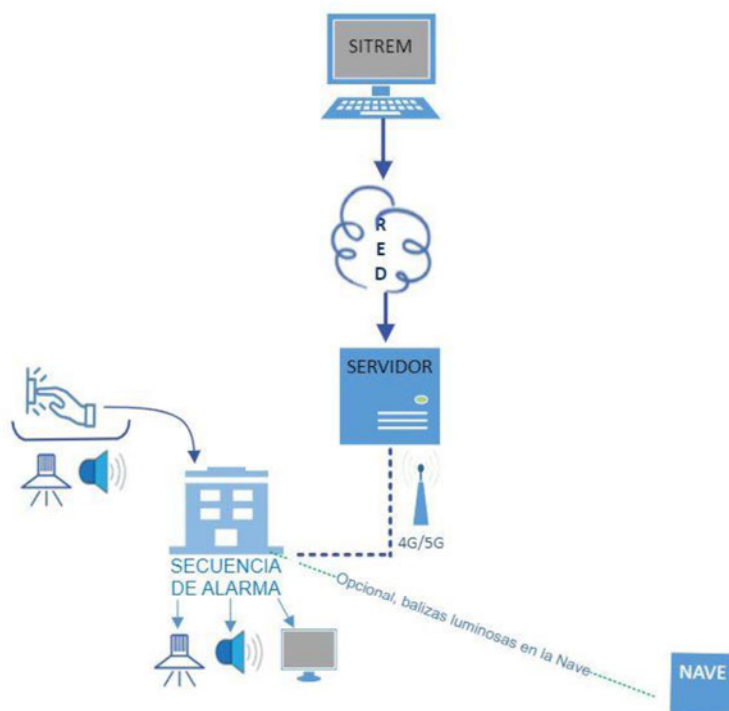 SITREM
R
E
D
SERVIDOR
4G/5G
SECUENCIA
DE ALARMA
Opcional, balizas luminosas en la Nave
NAVE